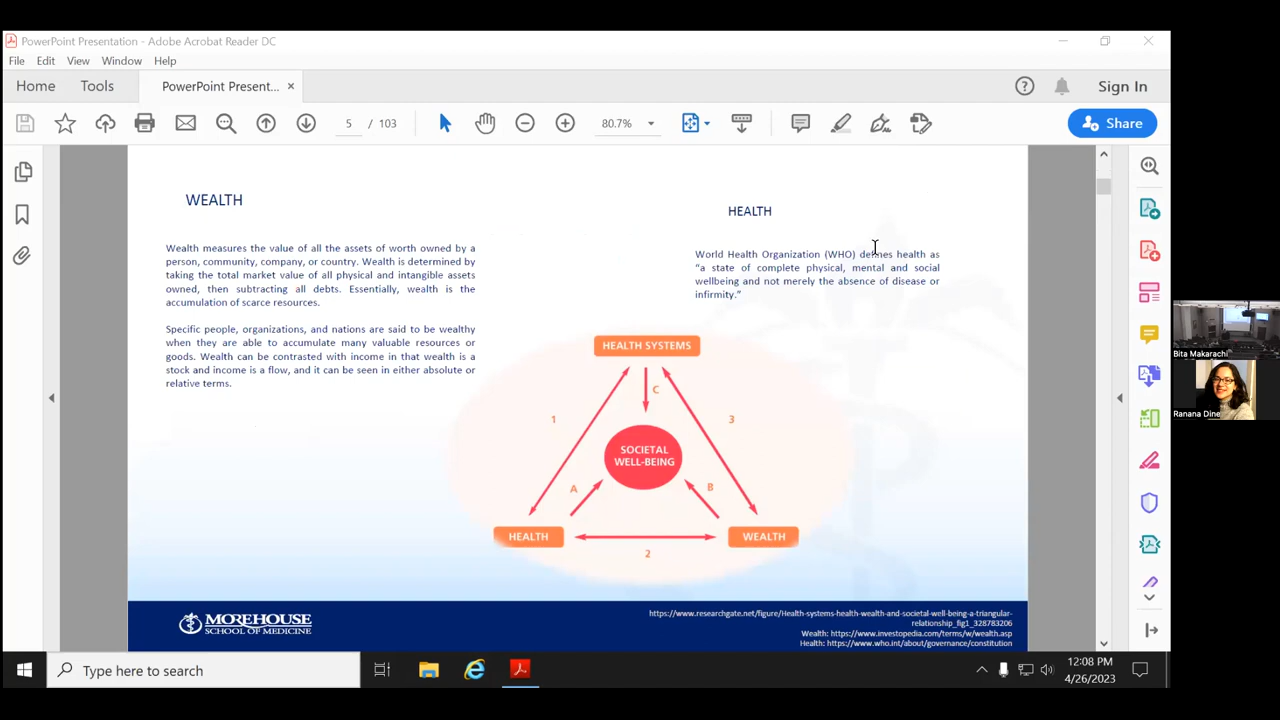 PowerPoint Presentation - Adobe Acrobat Reader DC
File Edit View Window Help
Home Tools PowerPoint Present... ×
Sign In
5 / 103
80.7%
Share
WEALTH
Wealth measures the value of all the assets of worth owned by a
person, community, company, or country. Wealth is determined by
taking the total market value of all physical and intangible assets
owned, then subtracting all debts. Essentially, wealth is the
accumulation of scarce resources.
Specific people, organizations, and nations are said to be wealthy
when they are able to accumulate many valuable resources or
goods. Wealth can be contrasted with income in that wealth is a
stock and income is a flow, and it can be seen in either absolute or
relative terms.
HEALTH
World Health Organization (WHO) defines health as
“a state of complete physical, mental and social
wellbeing and not merely the absence of disease or
infirmity.”
HEALTH SYSTEMS
C
1
3
SOCIETAL
WELL-BEING
A
B
HEALTH
WEALTH
2
MOREHOUSE
SCHOOL OF MEDICINE
https://www.researchgate.net/figure/Health-systems-health-wealth-and-societal-well-being-a-triangular-
relationship_fig1_328783206
Wealth: https://www.investopedia.com/terms/w/wealth.asp
Health: https://www.who.int/about/governance/constitution
Bita Makarachi
Ranana Dine
Type here to search
12:08 PM
4/26/2023